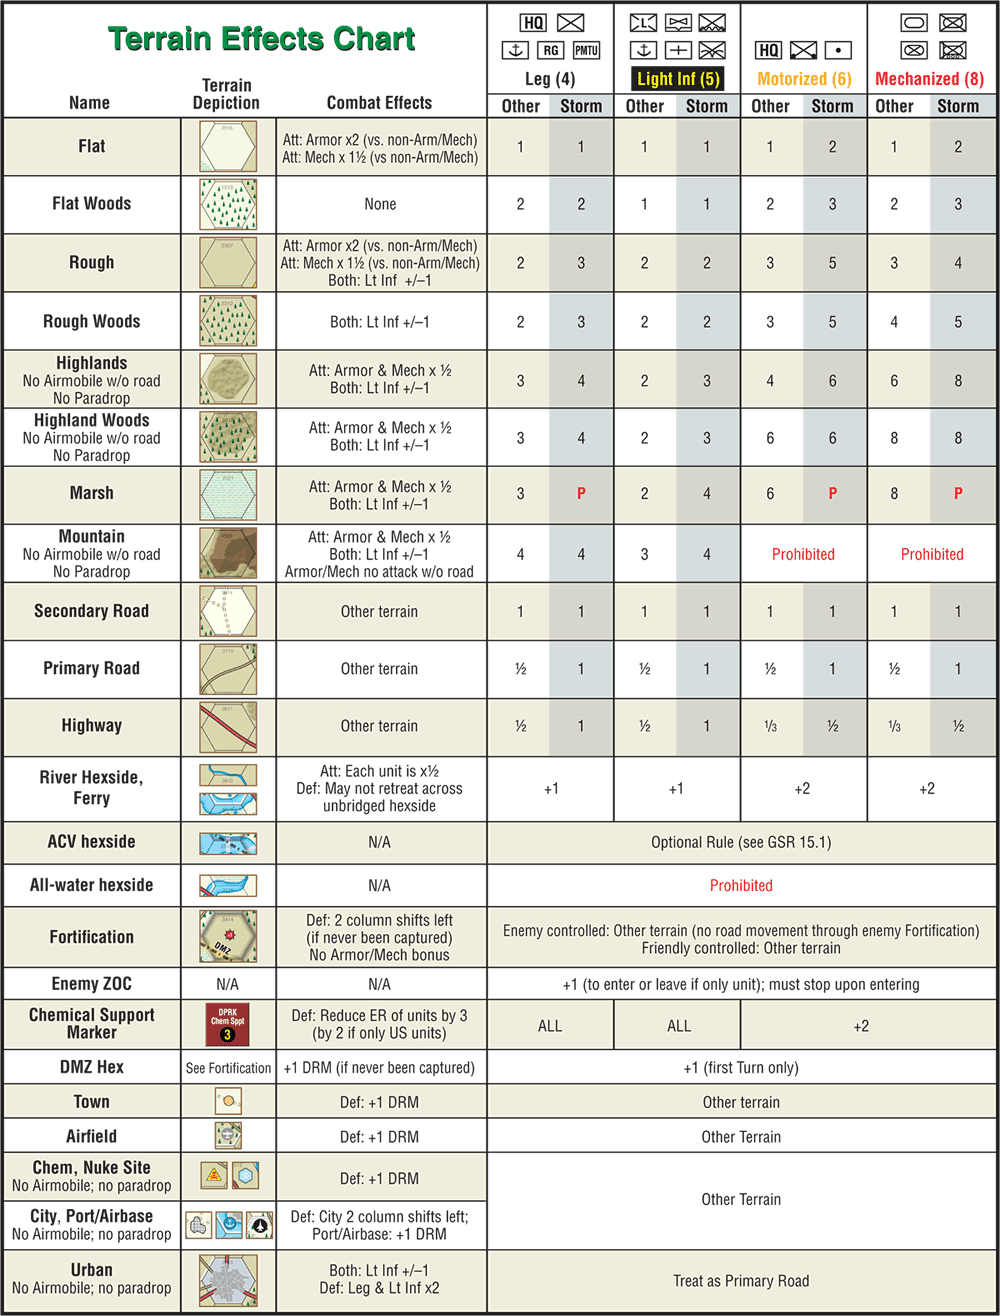 Terrain Effects Chart
HQ
L
RG PMTU
HQ
Name
Terrain
Depiction
Combat Effects
Leg (4)
Light Inf (5)
Motorized (6)
Mechanized (8)
Other Storm Other Storm Other Storm Other Storm
Flat
Att: Armor x2 (vs. non-Arm/Mech)
Att: Mech x 1½ (vs non-Arm/Mech)
1 1 1 1 1 2 1 2
Flat Woods
None
2 2 1 1 2 3 2 3
Rough
Att: Armor x2 (vs. non-Arm/Mech)
Att: Mech x 1½ (vs. non-Arm/Mech)
Both: Lt Inf +/–1
2 3 2 2 3 5 3 4
Rough Woods
Both: Lt Inf +/–1
2 3 2 2 3 5 4 5
Highlands
No Airmobile w/o road
No Paradrop
Att: Armor & Mech x ½
Both: Lt Inf +/–1
3 4 2 3 4 6 6 8
Highland Woods
No Airmobile w/o road
No Paradrop
Att: Armor & Mech x ½
Both: Lt Inf +/–1
3 4 2 3 6 6 8 8
Marsh
Att: Armor & Mech x ½
Both: Lt Inf +/–1
3 P 2 4 6 P 8 P
Mountain
No Airmobile w/o road
No Paradrop
Att: Armor & Mech x ½
Both: Lt Inf +/–1
Armor/Mech no attack w/o road
4 4 3 4 Prohibited Prohibited
Secondary Road
Other terrain
1 1 1 1 1 1 1 1
Primary Road
Other terrain
½ 1 ½ 1 ½ 1 ½ 1
Highway
Other terrain
½ 1 ½ 1 1/3 ½ 1/3 ½
River Hexside,
Ferry
Att: Each unit is x½
Def: May not retreat across
unbridged hexside
+1 +1 +2 +2
ACV hexside
N/A
Optional Rule (see GSR 15.1)
All-water hexside
N/A
Prohibited
Fortification
3414
DMZ
Def: 2 column shifts left
(if never been captured)
No Armor/Mech bonus
Enemy controlled: Other terrain (no road movement through enemy Fortification)
Friendly controlled: Other terrain
Enemy ZOC
N/A
N/A
+1 (to enter or leave if only unit); must stop upon entering
Chemical Support
Marker
DPRK
Chem Sppt
3
Def: Reduce ER of units by 3
(by 2 if only US units)
ALL ALL +2
DMZ Hex
See Fortification
+1 DRM (if never been captured)
+1 (first Turn only)
Town
Def: +1 DRM
Other terrain
Airfield
Def: +1 DRM
Other Terrain
Chem, Nuke Site
No Airmobile; no paradrop
Def: +1 DRM
Other Terrain
City, Port/Airbase
No Airmobile; no paradrop
Def: City 2 column shifts left;
Port/Airbase: +1 DRM
Urban
No Airmobile; no paradrop
Both: Lt Inf +/–1
Def: Leg & Lt Inf x2
Treat as Primary Road